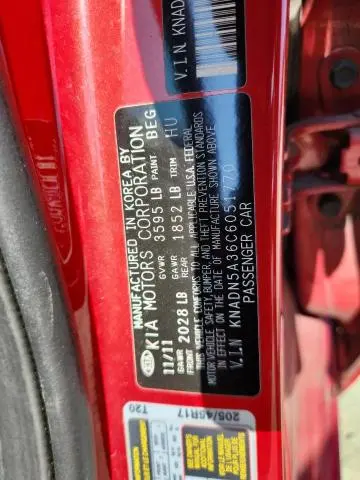 MANUFACTURED IN KOREA BY
KIA MOTORS CORPORATION
11/11 GVWR 3595 LB PAINT BEG
GAWR FRONT 2028 LB GAWR REAR 1852 LB TRIM HU
THIS VEHICLE CONFORMS TO ALL APPLICABLE U.S.A. FEDERAL
MOTOR VEHICLE SAFETY, BUMPER, AND THEFT PREVENTION STANDARDS
IN EFFECT ON THE DATE OF MANUFACTURE SHOWN ABOVE
V.I.N KNADN5A36C6051770
PASSENGER CAR
V.I.N KNAD
205/45R17
T20